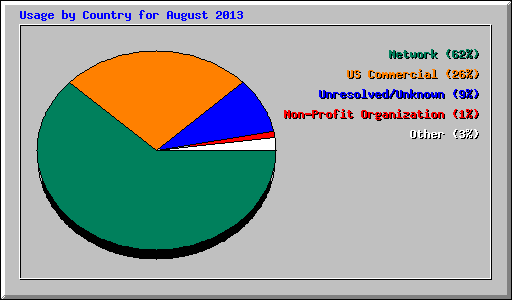 Usage by Country for August 2013
Network (62%)
US Commercial (26%)
Unresolved/Unknown (9%)
Non-Profit Organization (1%)
Other (3%)